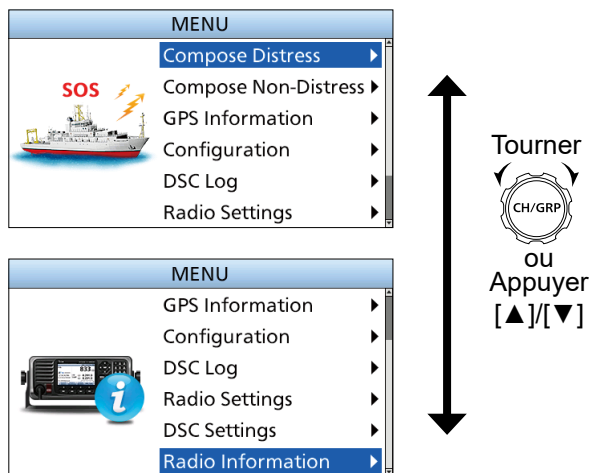 MENU
Compose Distress
SOS
Compose Non-Distress
GPS Information
Configuration
DSC Log
Radio Settings
MENU
GPS Information
Configuration
DSC Log
Radio Settings
DSC Settings
Radio Information
Tourner
CH/GRP
ou
Appuyer
[▲]/[▼]